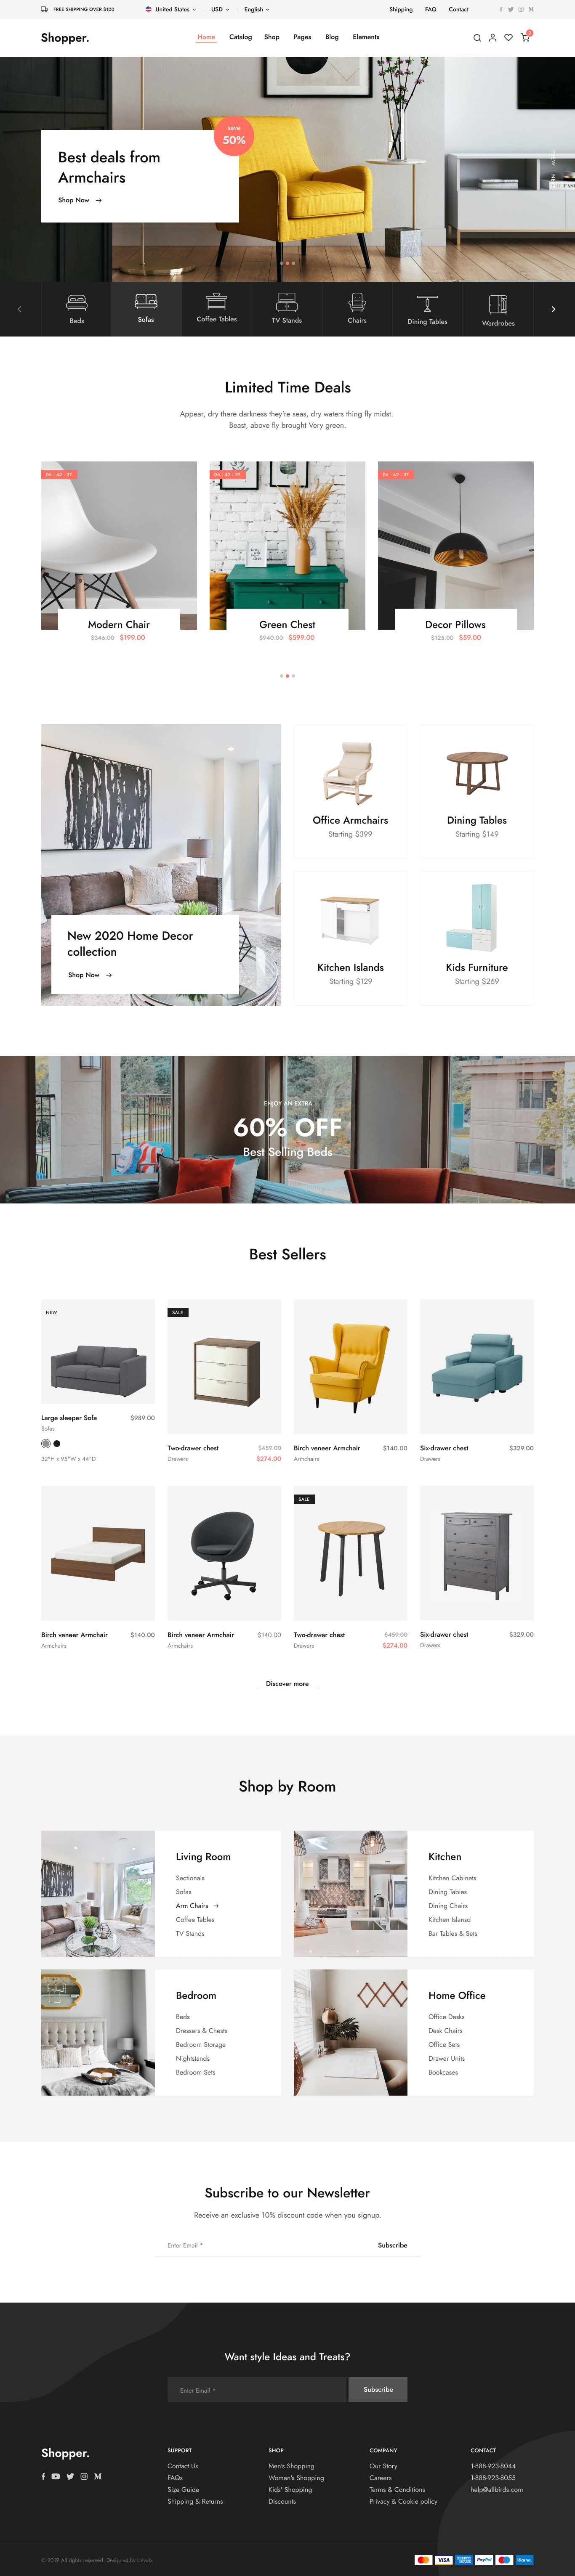 FREE SHIPPING OVER $100
United States
USD
English
Shipping
FAQ
Contact
Shopper.
Home
Catalog
Shop
Pages
Blog
Elements
save
50%
Best deals from
Armchairs
Shop Now
Beds
Sofas
Coffee Tables
TV Stands
Chairs
Dining Tables
Wardrobes
Limited Time Deals
Appear, dry there darkness they're seas, dry waters thing fly midst.
Beast, above fly brought Very green.
06 : 42 : 37
06 : 42 : 37
06 : 42 : 37
Modern Chair
$346.00 $199.00
Green Chest
$940.00 $599.00
Decor Pillows
$125.00 $59.00
New 2020 Home Decor
collection
Shop Now
Office Armchairs
Starting $399
Dining Tables
Starting $149
Kitchen Islands
Starting $129
Kids Furniture
Starting $269
ENJOY AN EXTRA
60% OFF
Best Selling Beds
Best Sellers
NEW
Large sleeper Sofa $989.00
Sofas
32"H x 95"W x 44"D
SALE
Two-drawer chest $459.00
Drawers $274.00
Birch veneer Armchair $140.00
Armchairs
Six-drawer chest $329.00
Drawers
Birch veneer Armchair $140.00
Armchairs
Birch veneer Armchair $140.00
Armchairs
SALE
Two-drawer chest $459.00
Drawers $274.00
Six-drawer chest $329.00
Drawers
Discover more
Shop by Room
Living Room
Sectionals
Sofas
Arm Chairs
Coffee Tables
TV Stands
Kitchen
Kitchen Cabinets
Dining Tables
Dining Chairs
Kitchen Islansd
Bar Tables & Sets
Bedroom
Beds
Dressers & Chests
Bedroom Storage
Nightstands
Bedroom Sets
Home Office
Office Desks
Desk Chairs
Office Sets
Drawer Units
Bookcases
Subscribe to our Newsletter
Receive an exclusive 10% discount code when you signup.
Enter Email *
Subscribe
Want style Ideas and Treats?
Enter Email *
Subscribe
Shopper.
SUPPORT
Contact Us
FAQs
Size Guide
Shipping & Returns
SHOP
Men's Shopping
Women's Shopping
Kids' Shopping
Discounts
COMPANY
Our Story
Careers
Terms & Conditions
Privacy & Cookie policy
CONTACT
1-888-923-8044
1-888-923-8055
help@allbirds.com
© 2019 All rights reserved. Designed by Unvab
VISA
PayPal
Klarna.